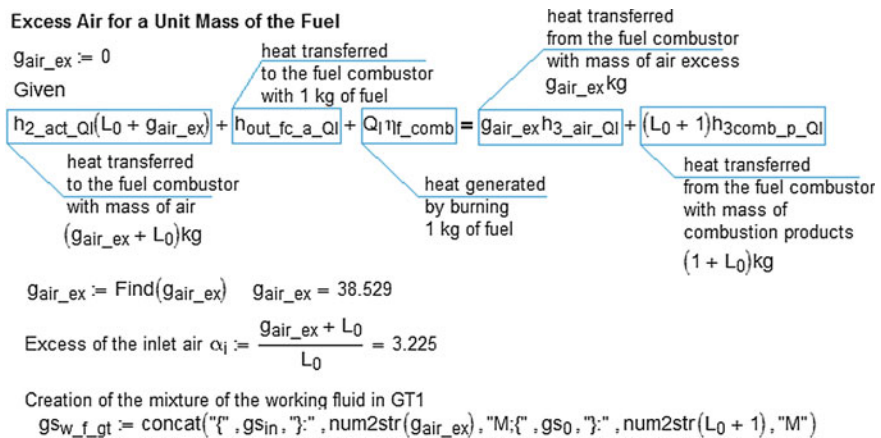 Excess Air for a Unit Mass of the Fuel
g_air_ex := 0
Given
heat transferred
to the fuel combustor
with 1 kg of fuel
heat transferred
from the fuel combustor
with mass of air excess
g_air_ex kg
h_2_act_QI(L_0 + g_air_ex) + h_out_fc_a_QI + Q_I η_f_comb = g_air_ex h_3_air_QI + (L_0 + 1)h_3comb_p_QI
heat transferred
to the fuel combustor
with mass of air
(g_air_ex + L_0)kg
heat generated
by burning
1 kg of fuel
heat transferred
from the fuel combustor
with mass of
combustion products
(1 + L_0)kg
g_air_ex := Find(g_air_ex) g_air_ex = 38.529
Excess of the inlet air α_i := (g_air_ex + L_0) / L_0 = 3.225
Creation of the mixture of the working fluid in GT1
gs_w_f_gt := concat("{" ,gs_in, "}:" ,num2str(g_air_ex) ,"M;{" ,gs_0, "}:" ,num2str(L_0 + 1) ,"M")